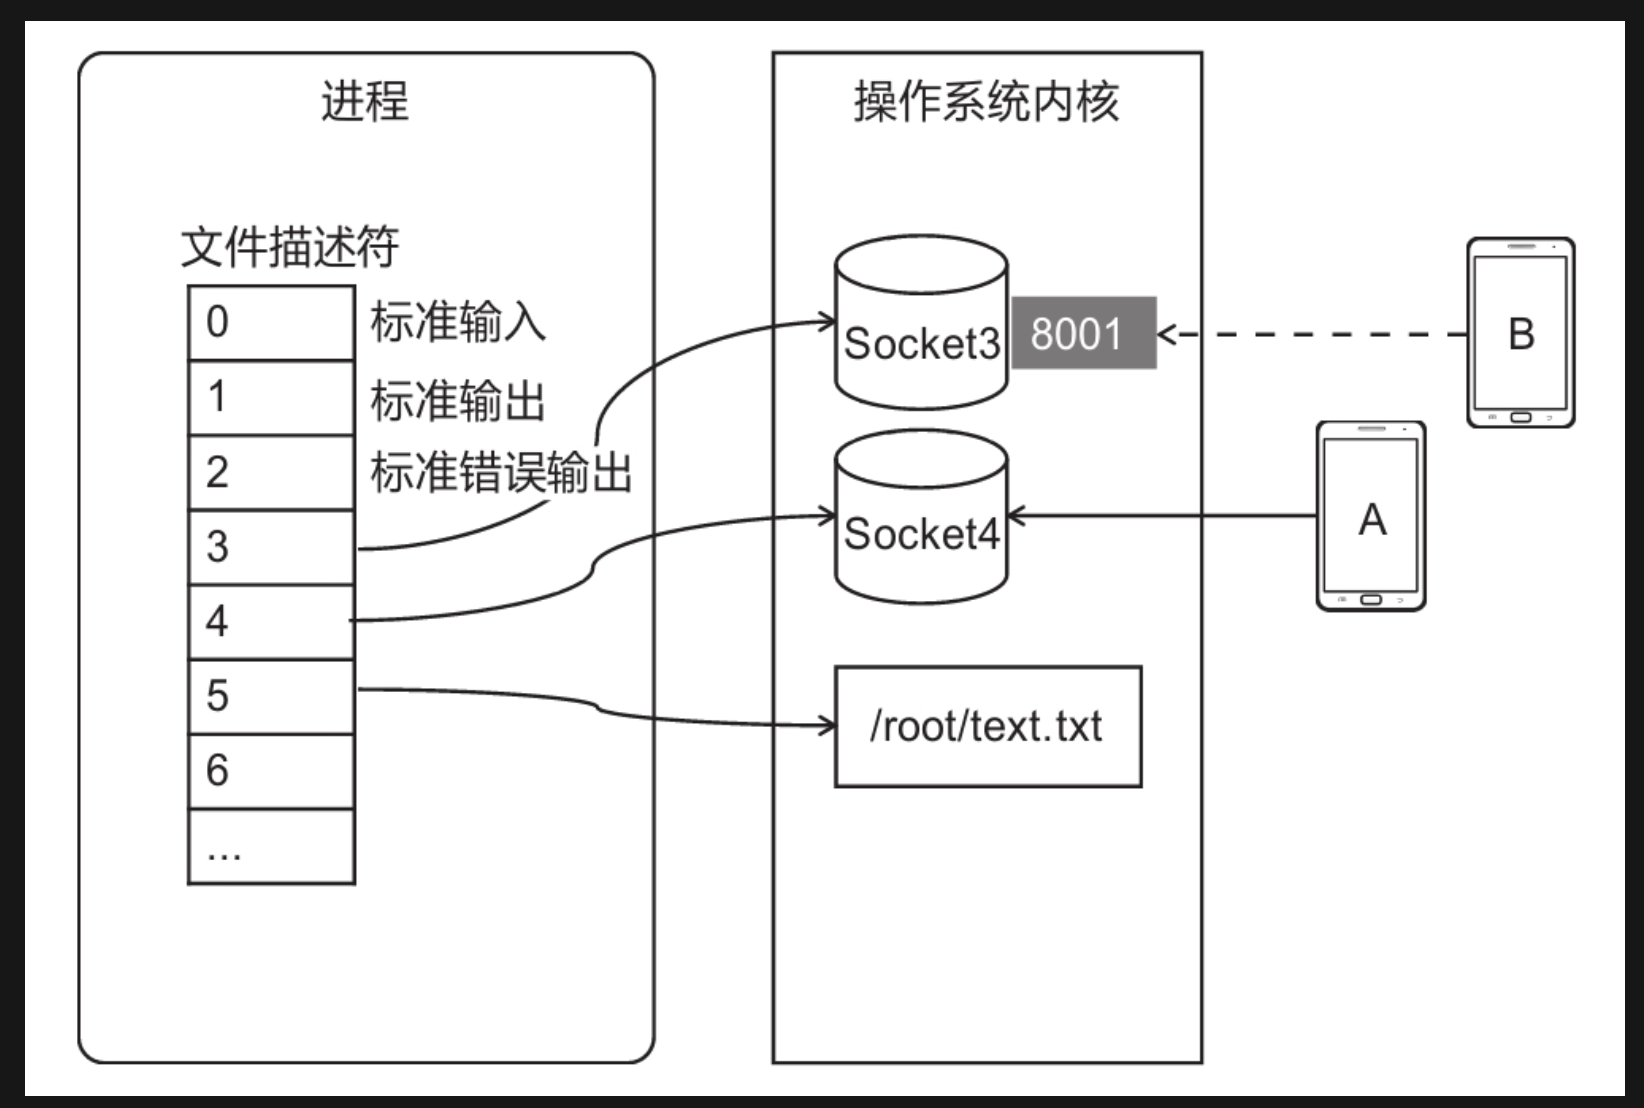 进程
操作系统内核
文件描述符
0 标准输入
1 标准输出
2 标准错误输出
3
4
5
6
...
Socket3 8001
B
Socket4
A
/root/text.txt